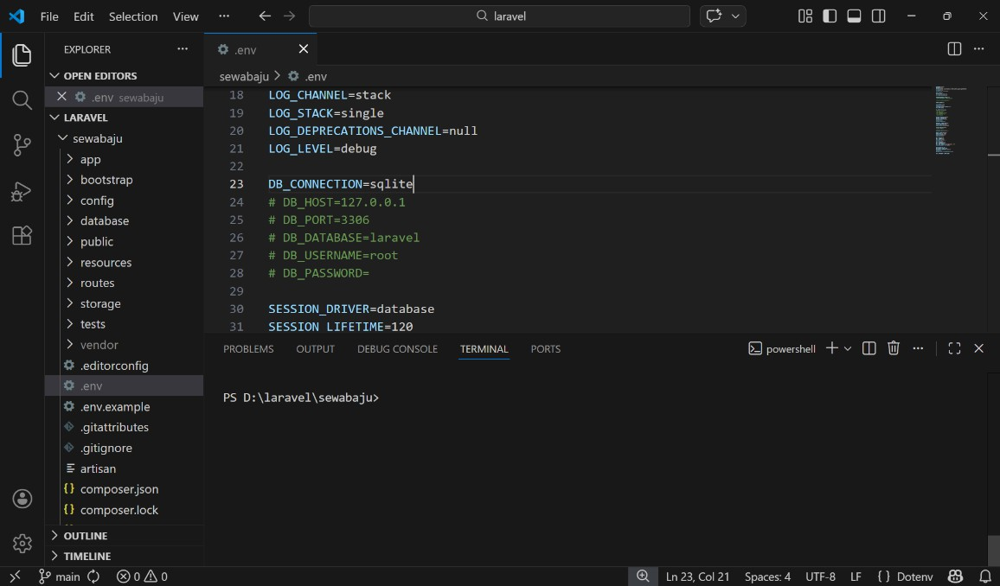 File Edit Selection View ... laravel
EXPLORER ...
OPEN EDITORS
.env sewabaju
LARAVEL
sewabaju
app
bootstrap
config
database
public
resources
routes
storage
tests
vendor
.editorconfig
.env
.env.example
.gitattributes
.gitignore
artisan
{} composer.json
{} composer.lock
OUTLINE
TIMELINE
.env
sewabaju > .env
18 LOG_CHANNEL=stack
19 LOG_STACK=single
20 LOG_DEPRECATIONS_CHANNEL=null
21 LOG_LEVEL=debug
22
23 DB_CONNECTION=sqlite
24 # DB_HOST=127.0.0.1
25 # DB_PORT=3306
26 # DB_DATABASE=laravel
27 # DB_USERNAME=root
28 # DB_PASSWORD=
29
30 SESSION_DRIVER=database
31 SESSION_LIFETIME=120
PROBLEMS OUTPUT DEBUG CONSOLE TERMINAL PORTS powershell
PS D:\laravel\sewabaju>
main 0 0 Ln 23, Col 21 Spaces: 4 UTF-8 LF {} Dotenv